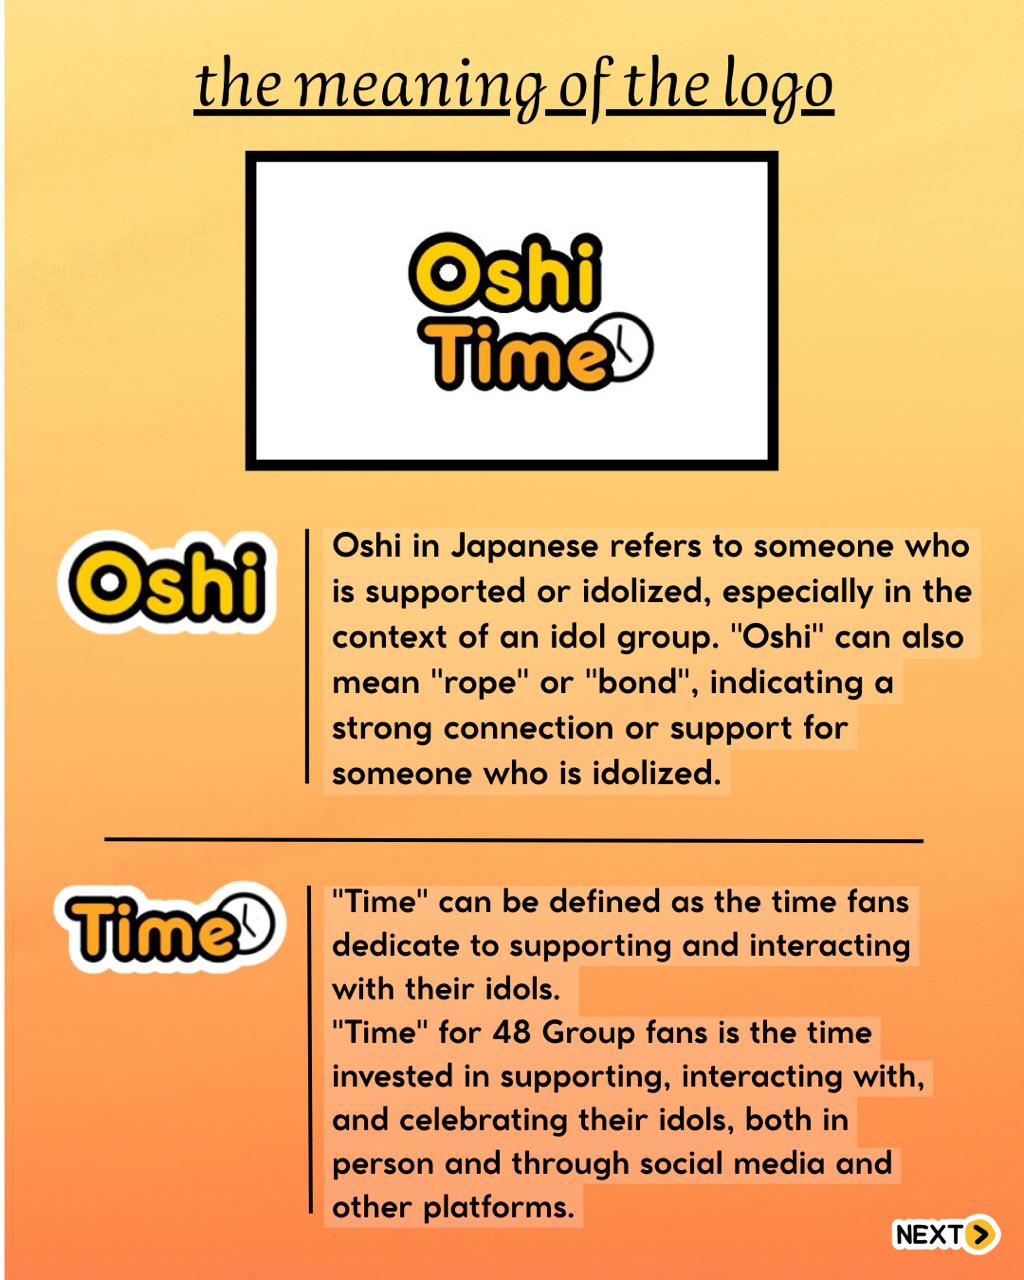 the meaning of the logo
Oshi
Time
Oshi
Oshi in Japanese refers to someone who
is supported or idolized, especially in the
context of an idol group. "Oshi" can also
mean "rope" or "bond", indicating a
strong connection or support for
someone who is idolized.
Time
"Time" can be defined as the time fans
dedicate to supporting and interacting
with their idols.
"Time" for 48 Group fans is the time
invested in supporting, interacting with,
and celebrating their idols, both in
person and through social media and
other platforms.
NEXT